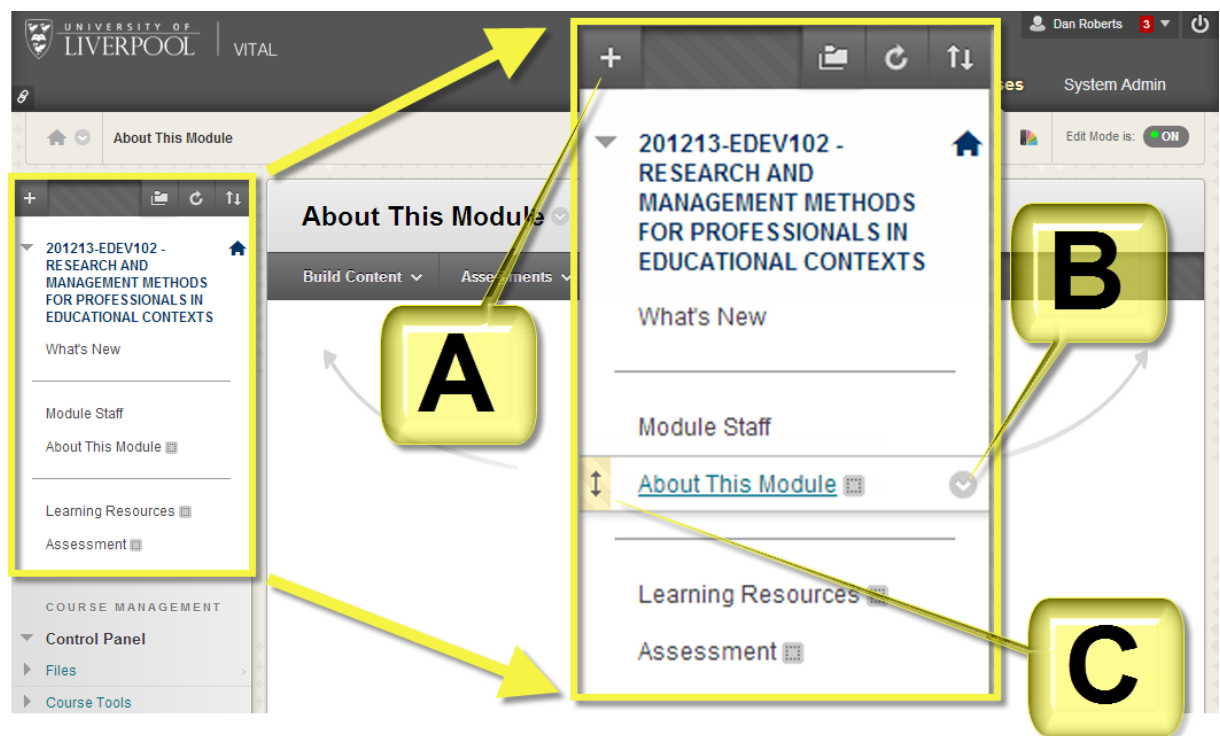 UNIVERSITY OF
LIVERPOOL
VITAL
Dan Roberts 3
ses
System Admin
About This Module
Edit Mode is: ON
201213-EDEV102 -
RESEARCH AND
MANAGEMENT METHODS
FOR PROFESSIONALS IN
EDUCATIONAL CONTEXTS
What's New
Module Staff
About This Module
Learning Resources
Assessment
COURSE MANAGEMENT
Control Panel
Files
Course Tools
About This Module
Build Content
Assessments
A
201213-EDEV102 -
RESEARCH AND
MANAGEMENT METHODS
FOR PROFESSIONALS IN
EDUCATIONAL CONTEXTS
What's New
Module Staff
About This Module
Learning Resources
Assessment
B
C